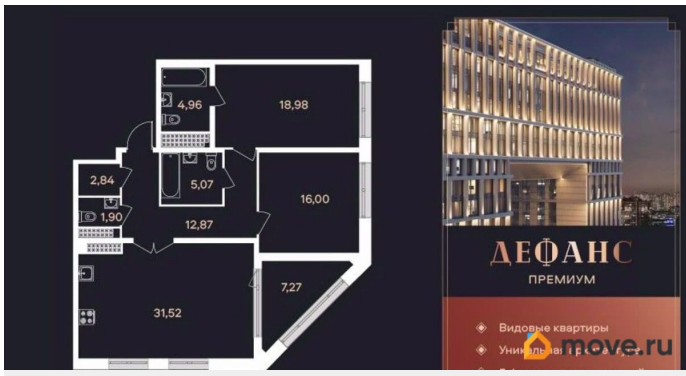 4,96
18,98
2,84
5,07
16,00
1,90
12,87
7,27
31,52
ДЕФАНС
ПРЕМИУМ
Видовые квартиры
move.ru